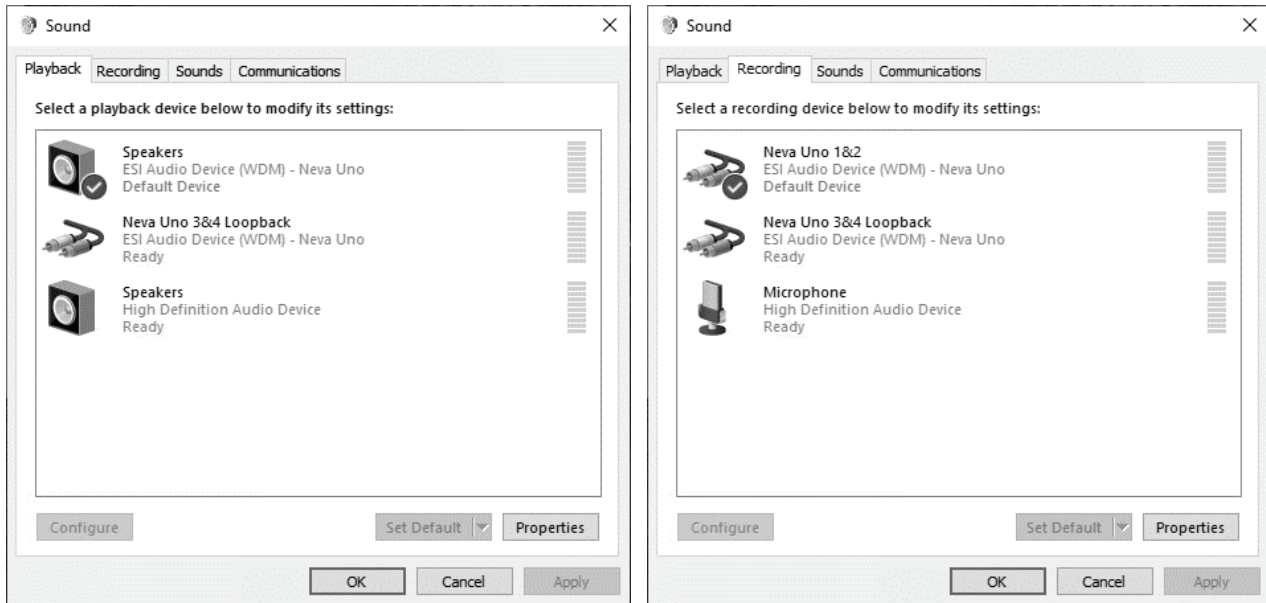 Sound
Playback Recording Sounds Communications
Select a playback device below to modify its settings:
Speakers
ESI Audio Device (WDM) - Neva Uno
Default Device
Neva Uno 3&4 Loopback
ESI Audio Device (WDM) - Neva Uno
Ready
Speakers
High Definition Audio Device
Ready
Configure Set Default Properties
OK Cancel Apply
Sound
Playback Recording Sounds Communications
Select a recording device below to modify its settings:
Neva Uno 1&2
ESI Audio Device (WDM) - Neva Uno
Default Device
Neva Uno 3&4 Loopback
ESI Audio Device (WDM) - Neva Uno
Ready
Microphone
High Definition Audio Device
Ready
Configure Set Default Properties
OK Cancel Apply